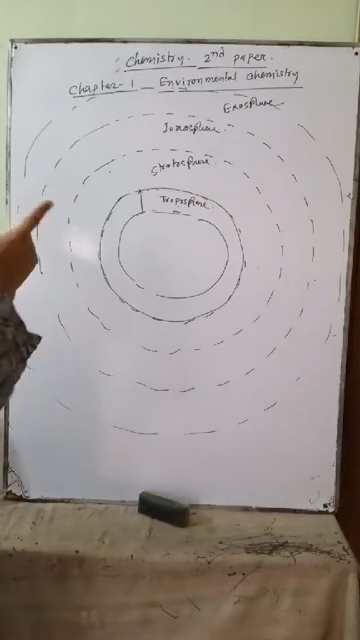 Chemistry. 2nd paper.
Chapter-1 - Environmental chemistry
Exosphere
Ionosphere
Stratosphere
Troposphere